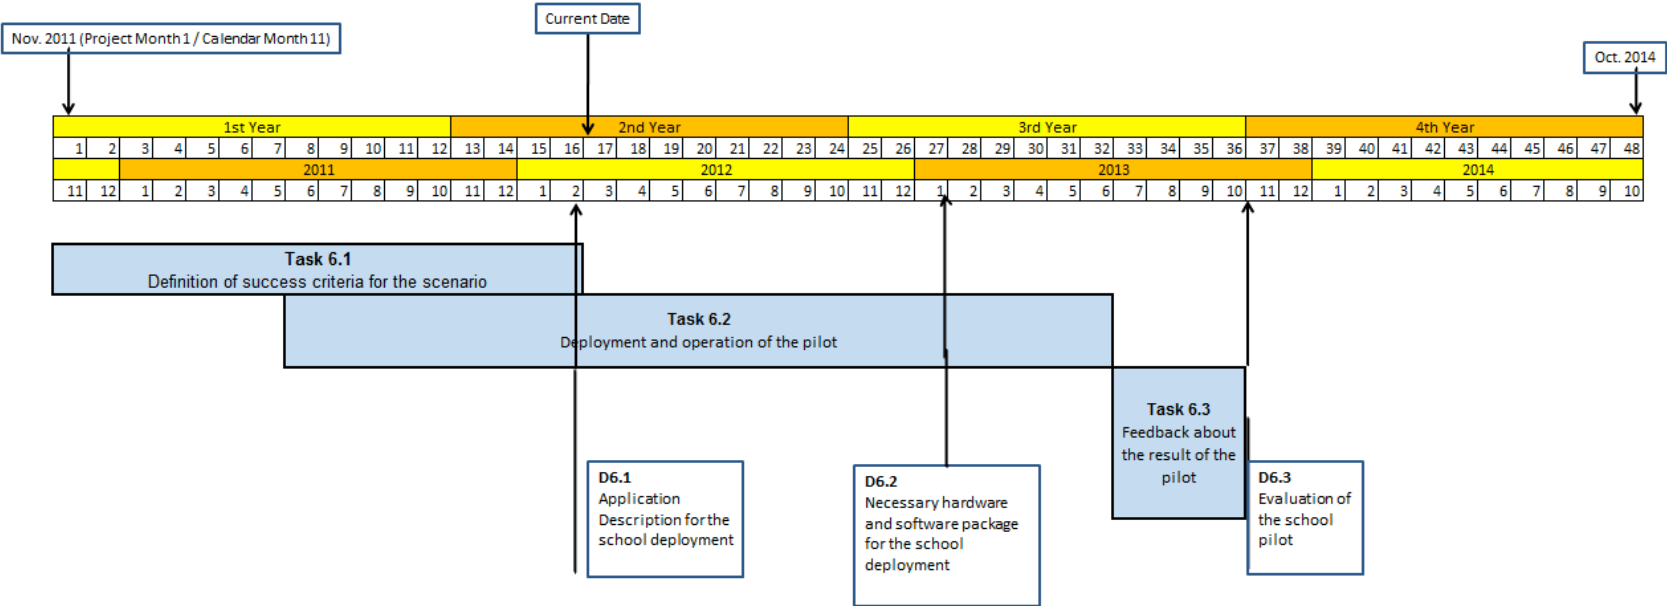 Current Date
Nov. 2011 (Project Month 1 / Calendar Month 11)
Oct. 2014
1st Year 2nd Year 3rd Year 4th Year
1 2 3 4 5 6 7 8 9 10 11 12 13 14 15 16 17 18 19 20 21 22 23 24 25 26 27 28 29 30 31 32 33 34 35 36 37 38 39 40 41 42 43 44 45 46 47 48
2011 2012 2013 2014
11 12 1 2 3 4 5 6 7 8 9 10 11 12 1 2 3 4 5 6 7 8 9 10 11 12 1 2 3 4 5 6 7 8 9 10 11 12 1 2 3 4 5 6 7 8 9 10
Task 6.1
Definition of success criteria for the scenario
Task 6.2
Deployment and operation of the pilot
Task 6.3
Feedback about
the result of the
pilot
D6.1
Application
Description for the
school deployment
D6.2
Necessary hardware
and software package
for the school
deployment
D6.3
Evaluation of
the school
pilot